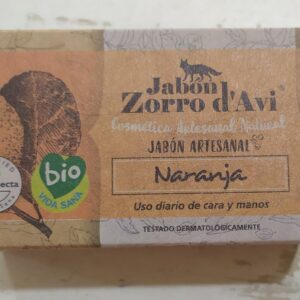 Jabón
Zorro d'Avi
Cosmética Artesanal Natural
JABÓN ARTESANAL
Naranja
Uso diario de cara y manos
TESTADO DERMATOLÓGICAMENTE
bio
VIDA SANA